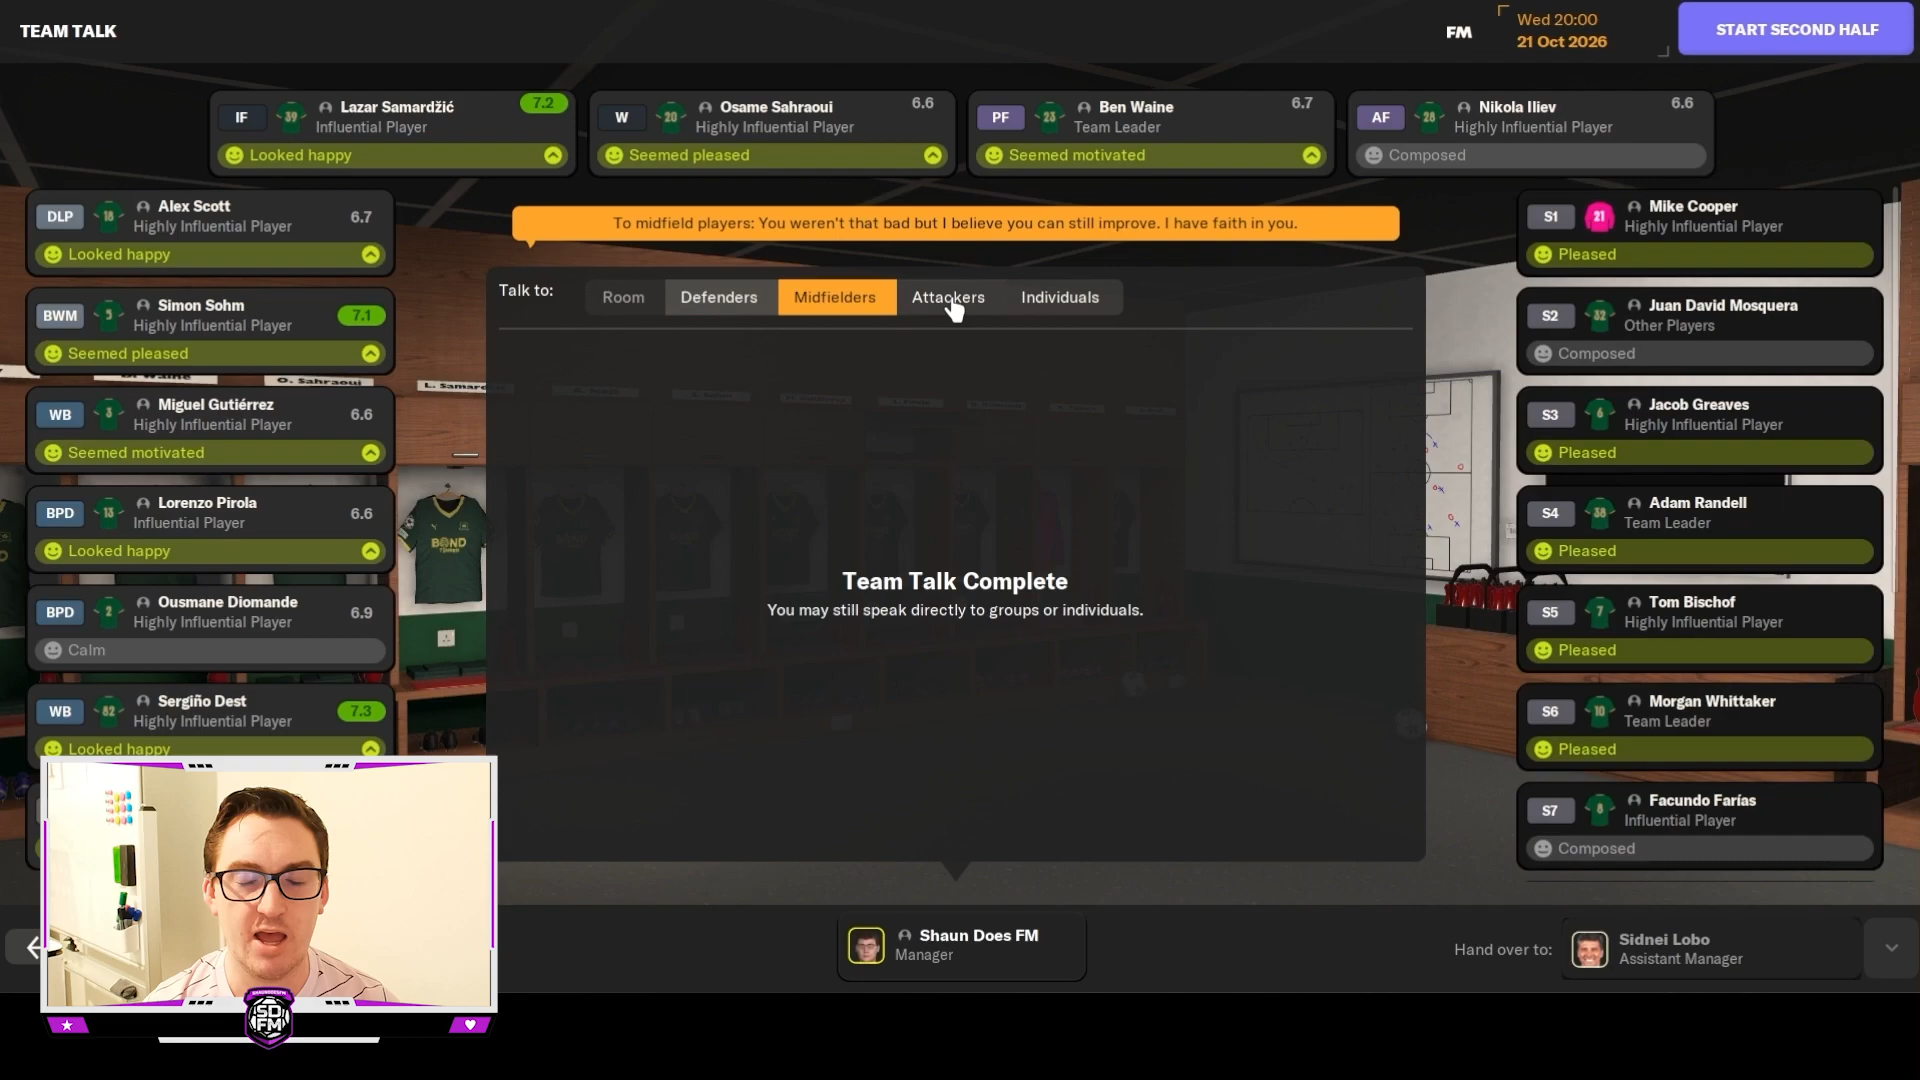 TEAM TALK
FM
Wed 20:00
21 Oct 2026
START SECOND HALF
IF
39
Lazar Samardžić
Influential Player
7.2
Looked happy
W
20
Osame Sahraoui
Highly Influential Player
6.6
Seemed pleased
PF
23
Ben Waine
Team Leader
6.7
Seemed motivated
AF
28
Nikola Iliev
Highly Influential Player
6.6
Composed
DLP
18
Alex Scott
Highly Influential Player
6.7
Looked happy
BWM
5
Simon Sohm
Highly Influential Player
7.1
Seemed pleased
WB
3
Miguel Gutiérrez
Highly Influential Player
6.6
Seemed motivated
BPD
13
Lorenzo Pirola
Influential Player
6.6
Looked happy
BPD
2
Ousmane Diomande
Highly Influential Player
6.9
Calm
WB
82
Sergiño Dest
Highly Influential Player
7.3
Looked happy
To midfield players: You weren't that bad but I believe you can still improve. I have faith in you.
Talk to:
Room
Defenders
Midfielders
Attackers
Individuals
O. Sahraoui
BOND
Team Talk Complete
You may still speak directly to groups or individuals.
S1
21
Mike Cooper
Highly Influential Player
Pleased
S2
32
Juan David Mosquera
Other Players
Composed
S3
6
Jacob Greaves
Highly Influential Player
Pleased
S4
38
Adam Randell
Team Leader
Pleased
S5
7
Tom Bischof
Highly Influential Player
Pleased
S6
10
Morgan Whittaker
Team Leader
Pleased
S7
8
Facundo Farías
Influential Player
Composed
Shaun Does FM
Manager
Hand over to:
Sidnei Lobo
Assistant Manager
SD
FM